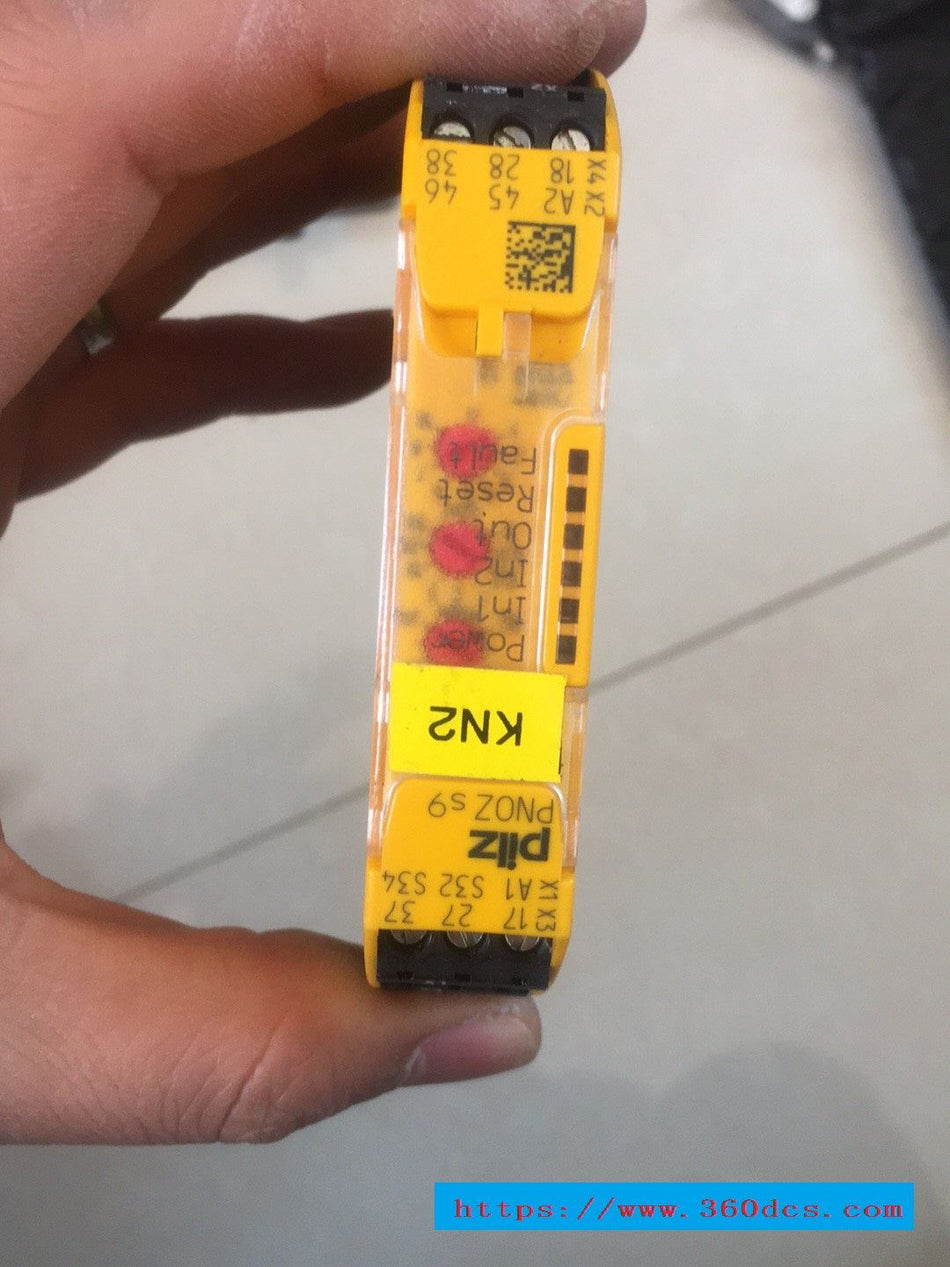 X3 17 27 37
X1 A1 S32 S34
pilz
PNOZ s9
KN2
Power
In1
In2
Out
Reset
Fault
X2 A2 45 46
X4 18 28 38
https://www.360dcs.com